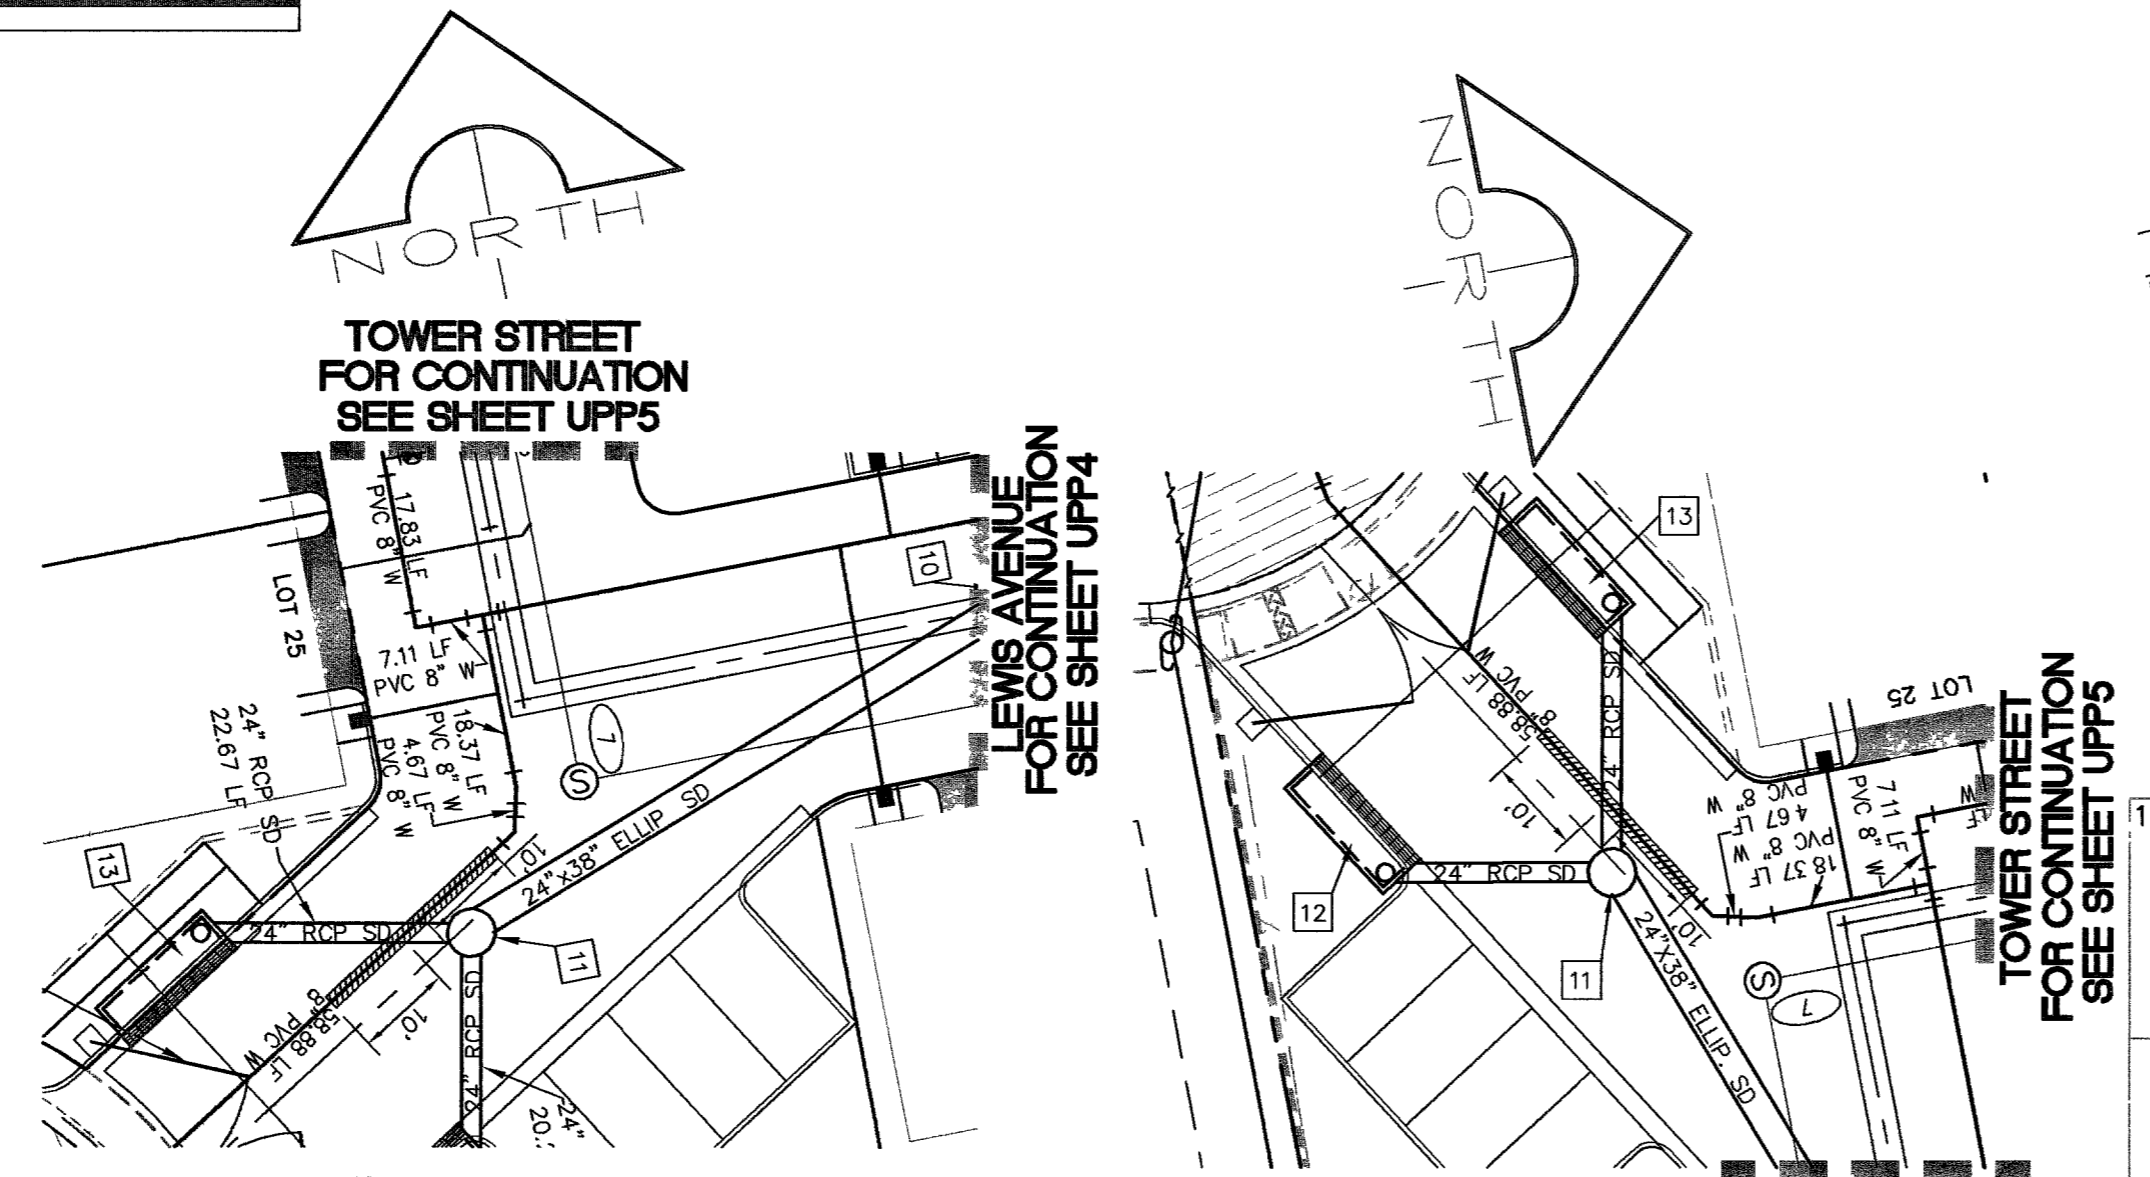 NORTH
TOWER STREET
FOR CONTINUATION
SEE SHEET UPP5
LEWIS AVENUE
FOR CONTINUATION
SEE SHEET UPP4
17.83 LF
PVC 8" W
LOT 25
7.11 LF
PVC 8" W
18.37 LF
PVC 8" W
4.67 LF
PVC 8" W
24" RCP SD
22.67 LF
10
7
S
24"X38" ELLIP SD
10'
13
24" RCP SD
11
10'
58.88 LF
8" PVC W
24" RCP SD
24"
NORTH
13
58.88 LF
8" PVC W
24" RCP SD
10'
LOT 25
7.11 LF
PVC 8" W
LF
W
4.67 LF
PVC 8" W
18.37 LF
PVC 8" W
24" RCP SD
12
11
10'
S
7
24"X38" ELLIP. SD
TOWER STREET
FOR CONTINUATION
SEE SHEET UPP5
1